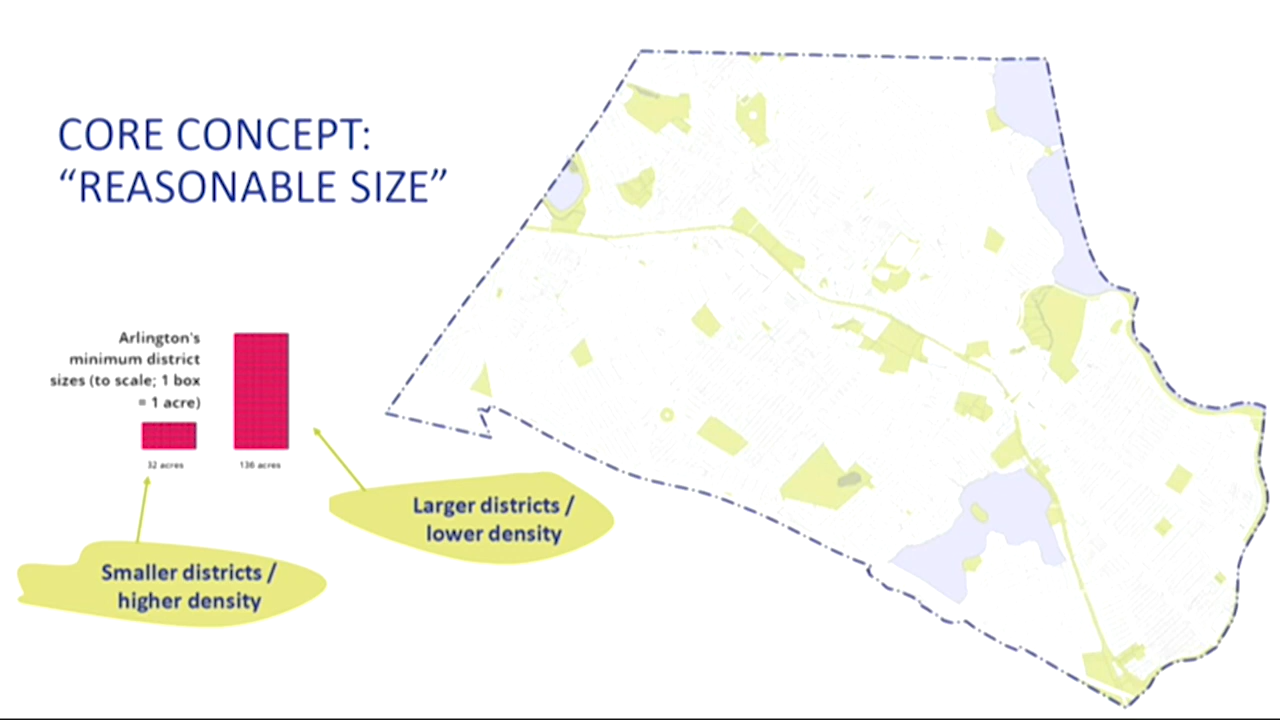 CORE CONCEPT:
“REASONABLE SIZE”
Arlington's
minimum district
sizes (to scale; 1 box
= 1 acre)
32 acres
136 acres
Larger districts /
lower density
Smaller districts /
higher density